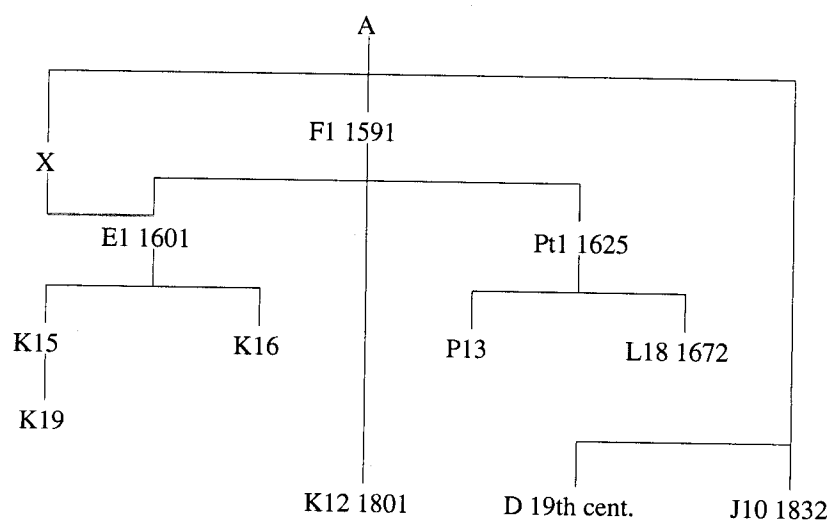 A
F1 1591
X
E1 1601
Pt1 1625
K15
K16
P13
L18 1672
K19
K12 1801
D 19th cent.
J10 1832